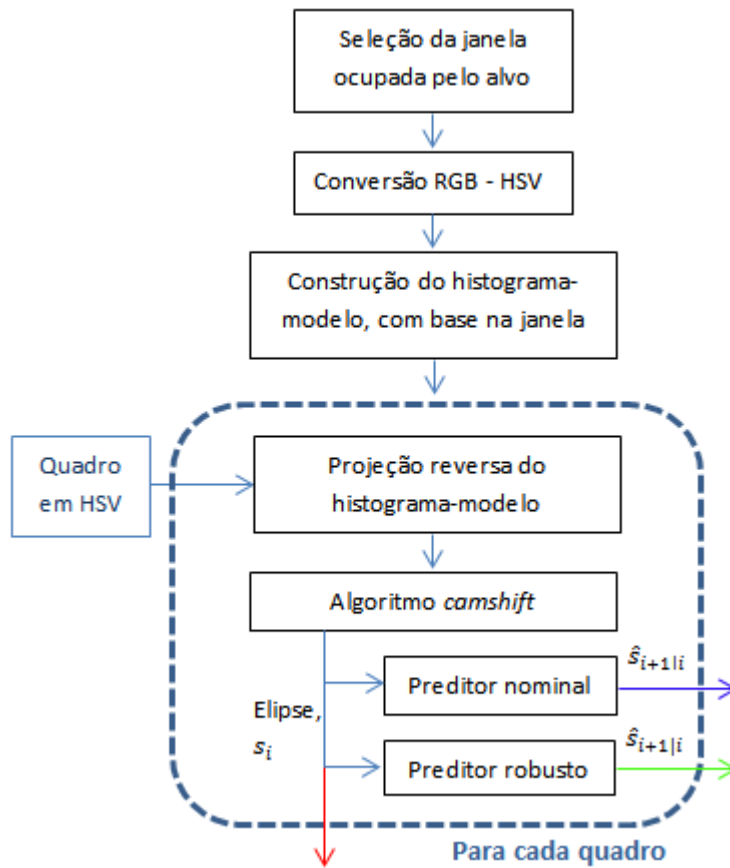 Seleção da janela
ocupada pelo alvo
Conversão RGB - HSV
Construção do histograma-
modelo, com base na janela
Quadro
em HSV
Projeção reversa do
histograma-modelo
Algoritmo camshift
Elipse,
s_i
Preditor nominal
ŝ_{i+1|i}
Preditor robusto
ŝ_{i+1|i}
Para cada quadro